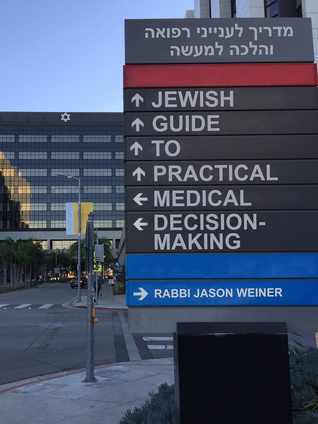 מדריך לענייני רפואה
והלכה למעשה
↑ JEWISH
↑ GUIDE
↑ TO
↑ PRACTICAL
← MEDICAL
← DECISION-
MAKING
→ RABBI JASON WEINER